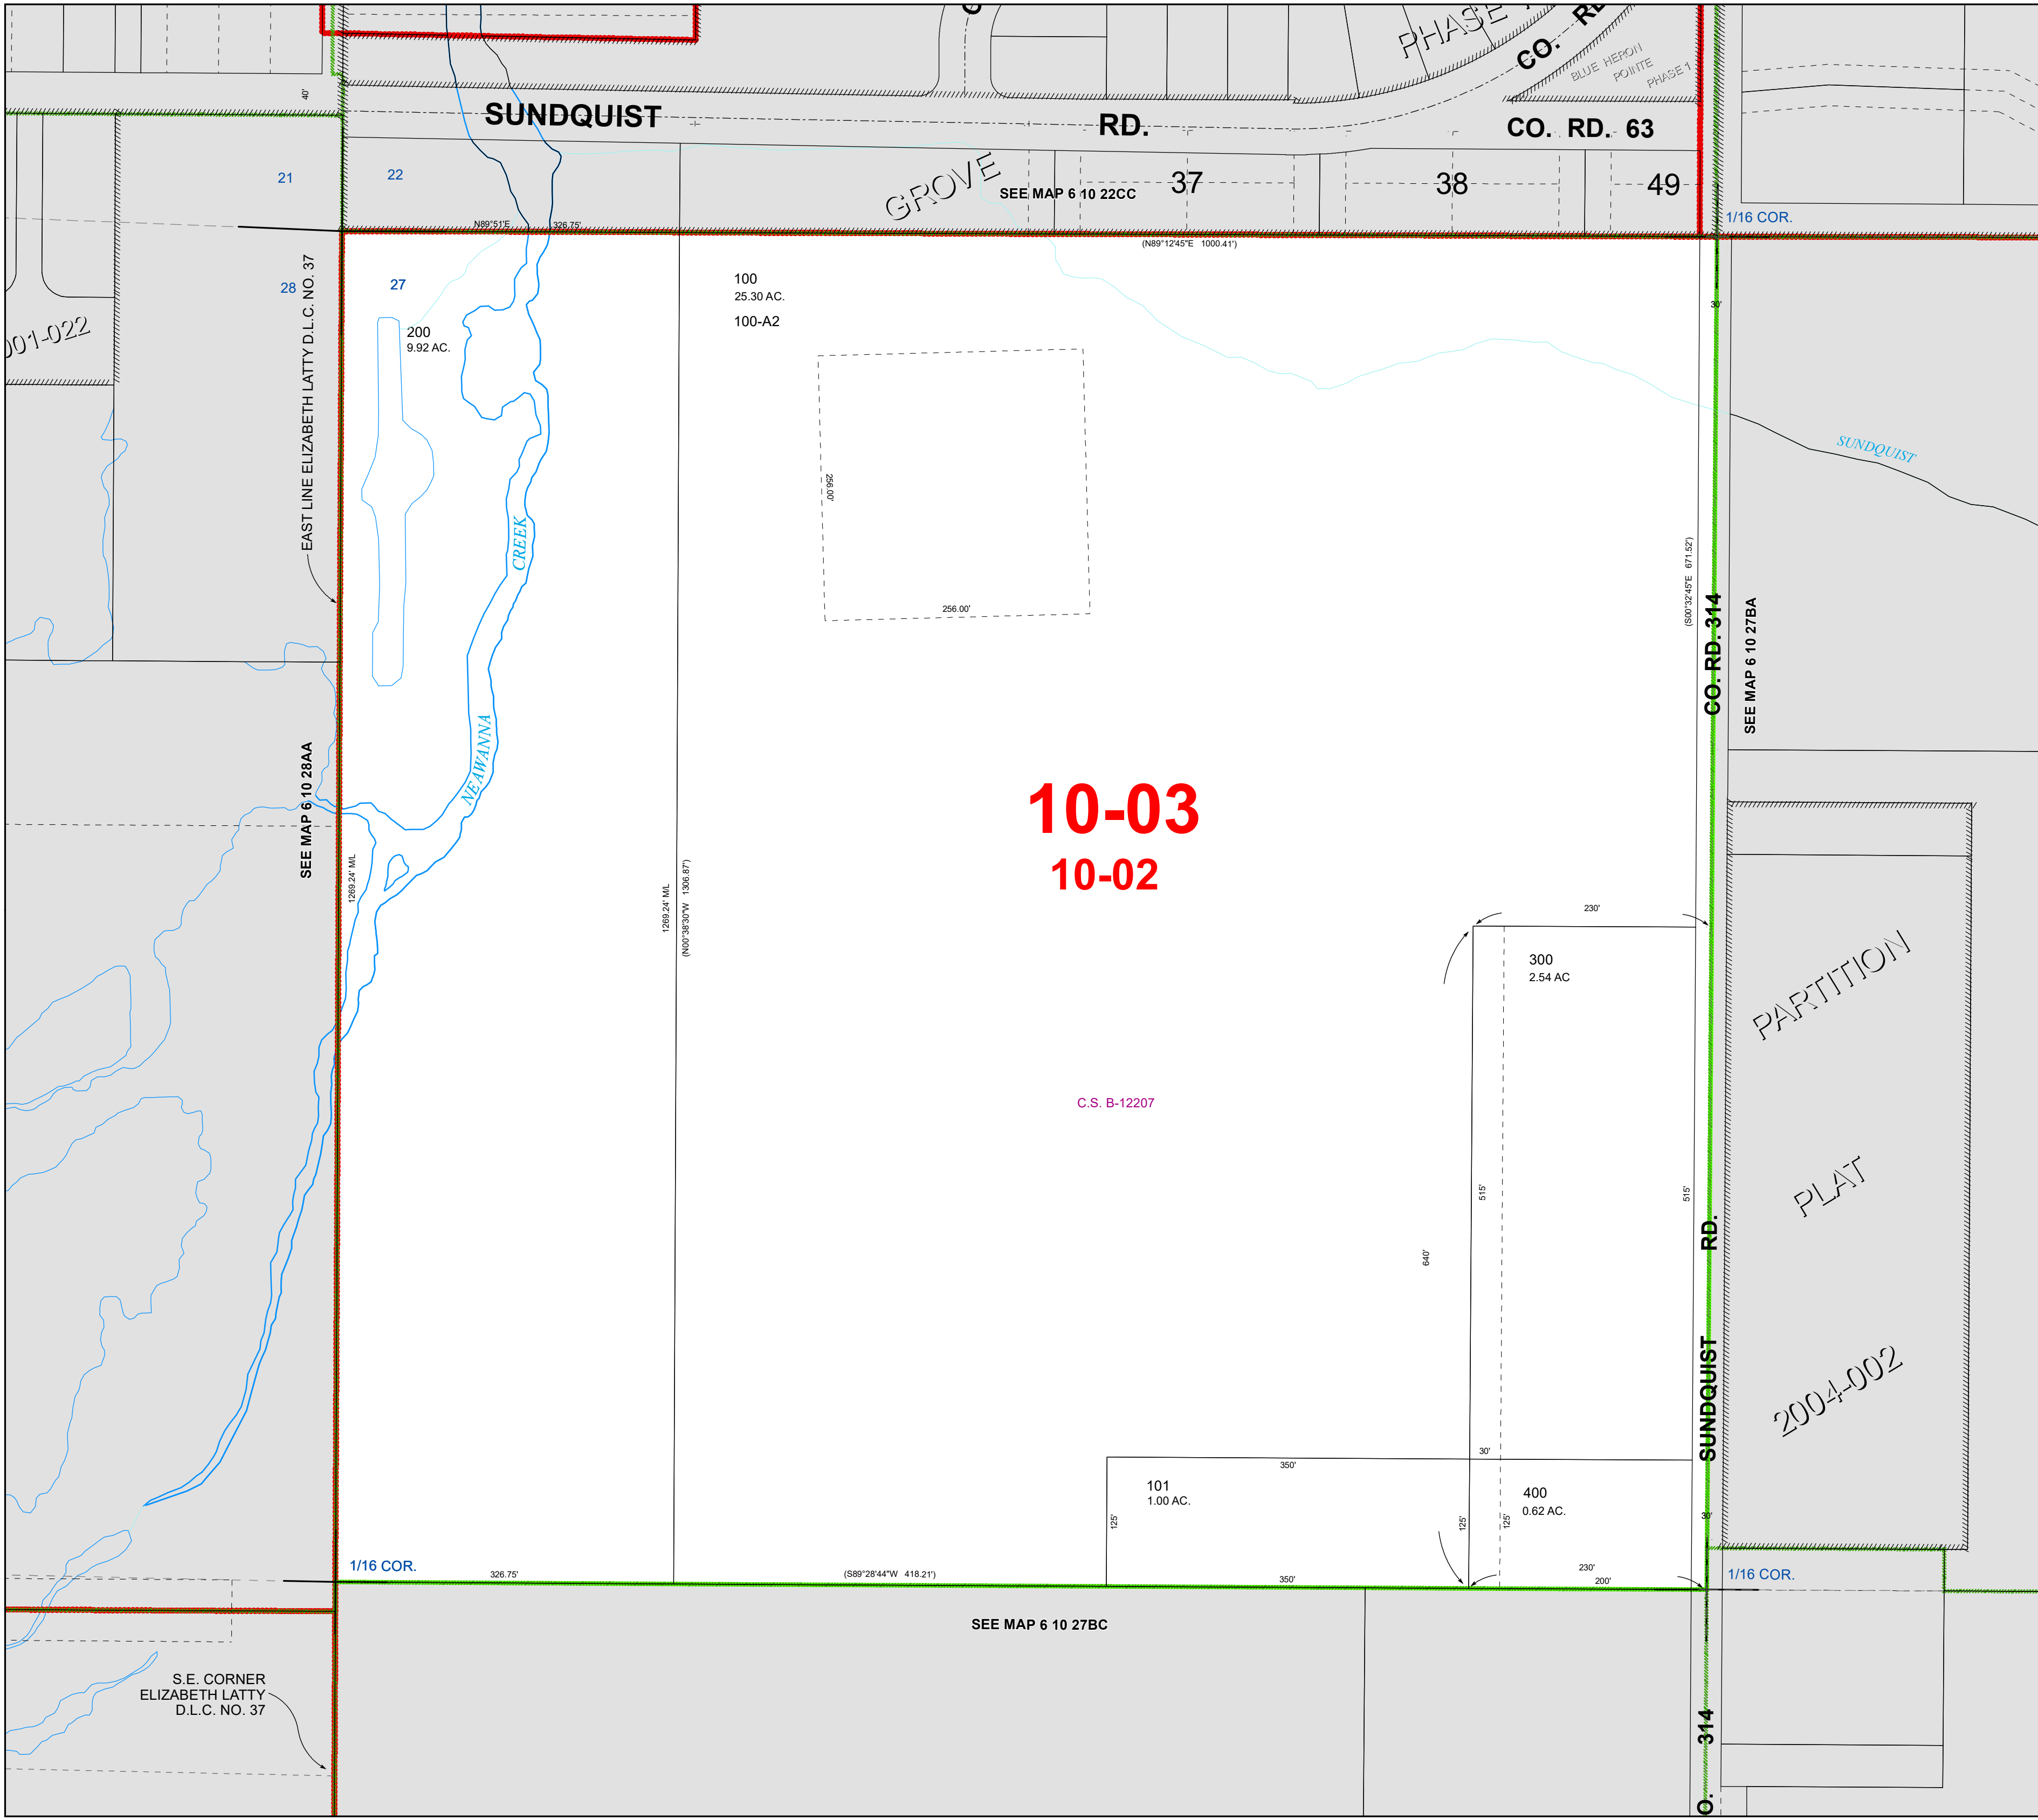 PHASE
CO.
BLUE HERON
POINTE
PHASE 1
40'
SUNDQUIST
RD.
CO. RD. 63
21
22
GROVE
SEE MAP 6 10 22CC
37
38
49
1/16 COR.
N89°51'E
326.75'
(N89°12'45"E 1000.41')
28
27
100
25.30 AC.
100-A2
30'
200
9.92 AC.
001-022
EAST LINE ELIZABETH LATTY D.L.C. NO. 37
SUNDQUIST
256.00'
256.00'
CREEK
NEAWANNA
(S00°32'45"E 671.52')
CO. RD. 314
SEE MAP 6 10 27BA
SEE MAP 6 10 28AA
10-03
10-02
1269.24' M/L
1269.24' M/L
(N00°38'30"W 1306.87')
230'
300
2.54 AC
PARTITION
C.S. B-12207
515'
515'
PLAT
640'
RD.
SUNDQUIST
2004-002
30'
350'
101
1.00 AC.
400
0.62 AC.
125'
125'
125'
30'
1/16 COR.
326.75'
(S89°28'44"W 418.21')
350'
230'
200'
1/16 COR.
SEE MAP 6 10 27BC
S.E. CORNER
ELIZABETH LATTY
D.L.C. NO. 37
314